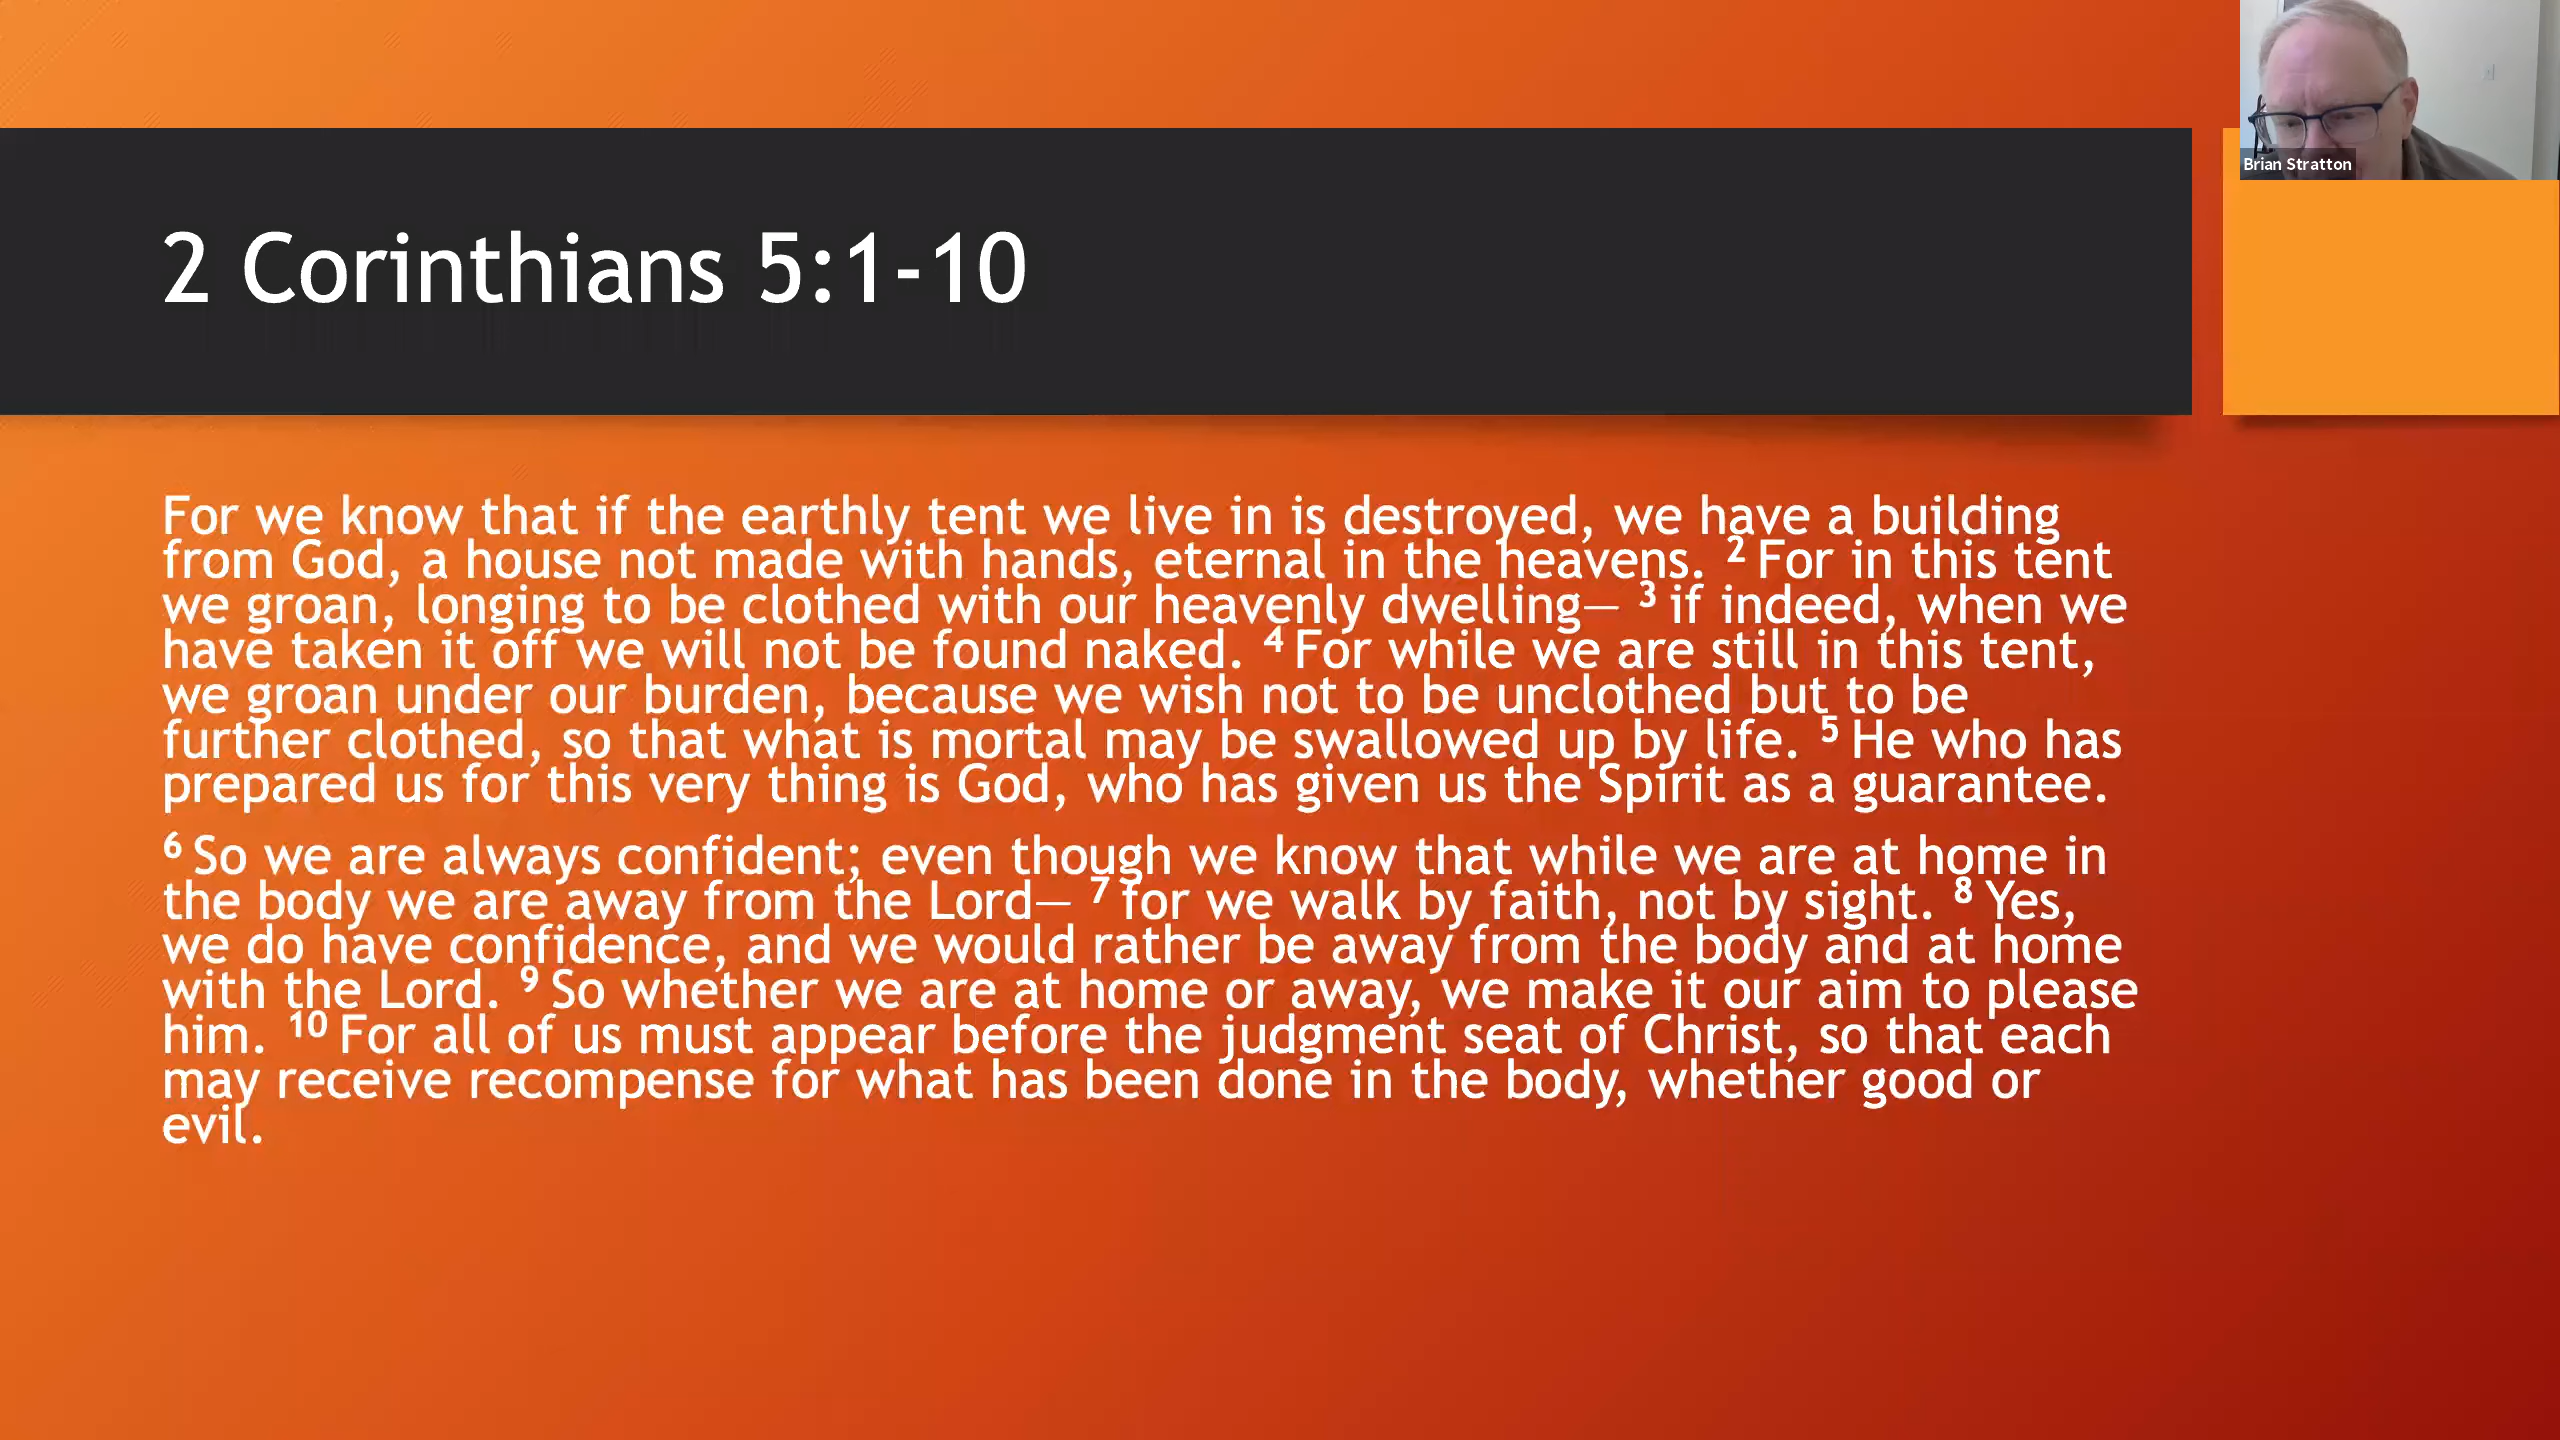 Brian Stratton
2 Corinthians 5:1-10
For we know that if the earthly tent we live in is destroyed, we have a building
from God, a house not made with hands, eternal in the heavens. 2 For in this tent
we groan, longing to be clothed with our heavenly dwelling— 3 if indeed, when we
have taken it off we will not be found naked. 4 For while we are still in this tent,
we groan under our burden, because we wish not to be unclothed but to be
further clothed, so that what is mortal may be swallowed up by life. 5 He who has
prepared us for this very thing is God, who has given us the Spirit as a guarantee.
6 So we are always confident; even though we know that while we are at home in
the body we are away from the Lord— 7 for we walk by faith, not by sight. 8 Yes,
we do have confidence, and we would rather be away from the body and at home
with the Lord. 9 So whether we are at home or away, we make it our aim to please
him. 10 For all of us must appear before the judgment seat of Christ, so that each
may receive recompense for what has been done in the body, whether good or
evil.